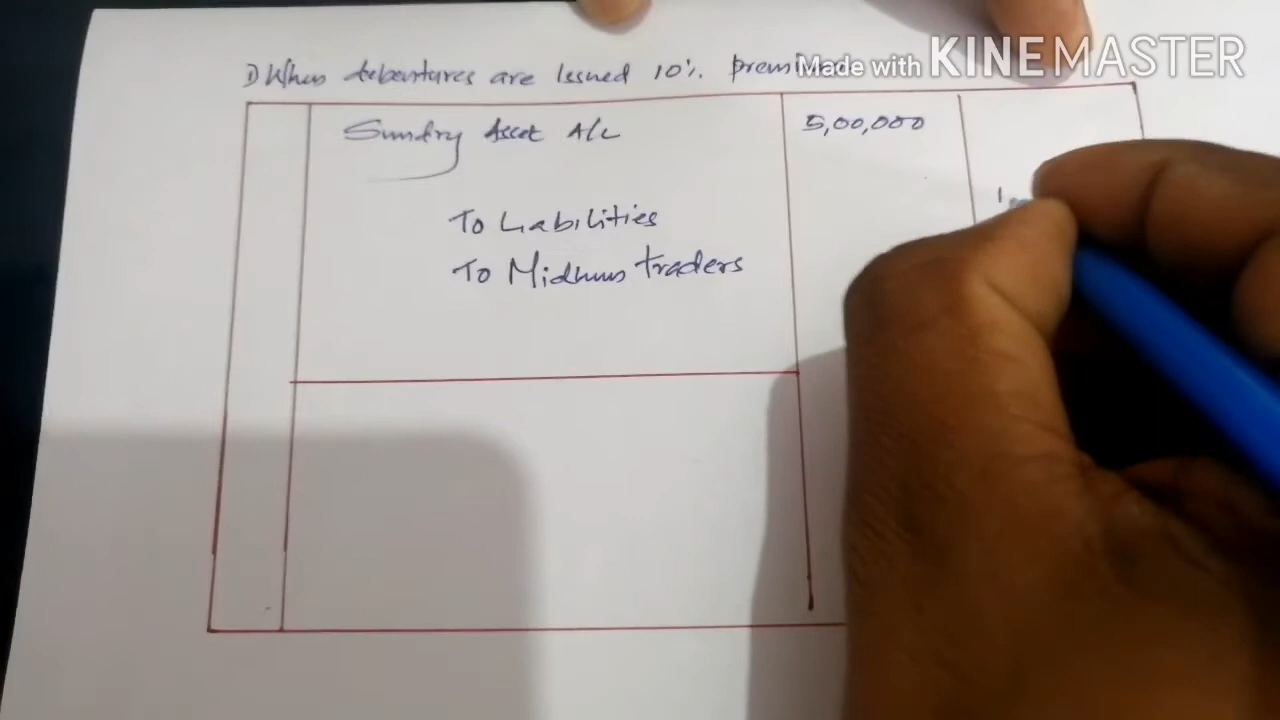 1) When debentures are Issued 10% premium
Made with KINEMASTER
Sundry Asset A/c 5,00,000
To Liabilities
To Midhun traders